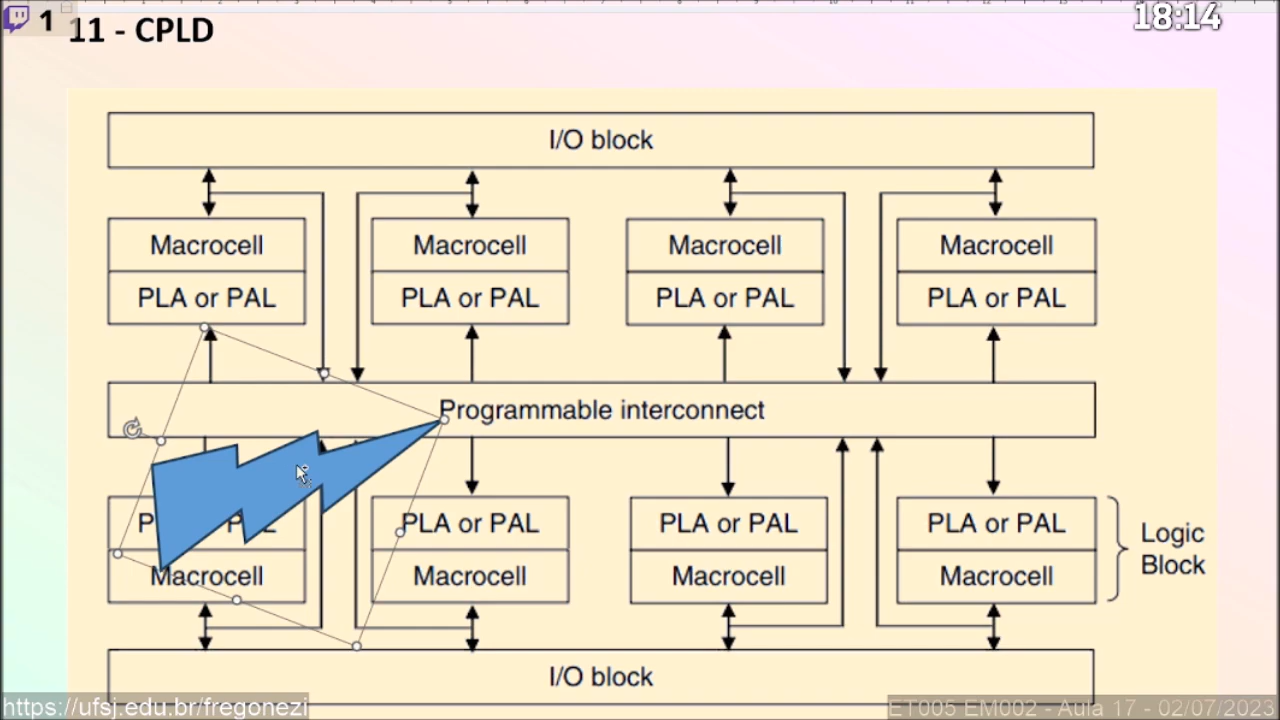 1
11 - CPLD
18:14
I/O block
Macrocell Macrocell Macrocell Macrocell
PLA or PAL PLA or PAL PLA or PAL PLA or PAL
Programmable interconnect
PLA or PAL PLA or PAL PLA or PAL
Macrocell Macrocell Macrocell Macrocell
Logic
Block
I/O block
https://ufsj.edu.br/fregonezi
ET005 EM002 - Aula 17 - 02/07/2023